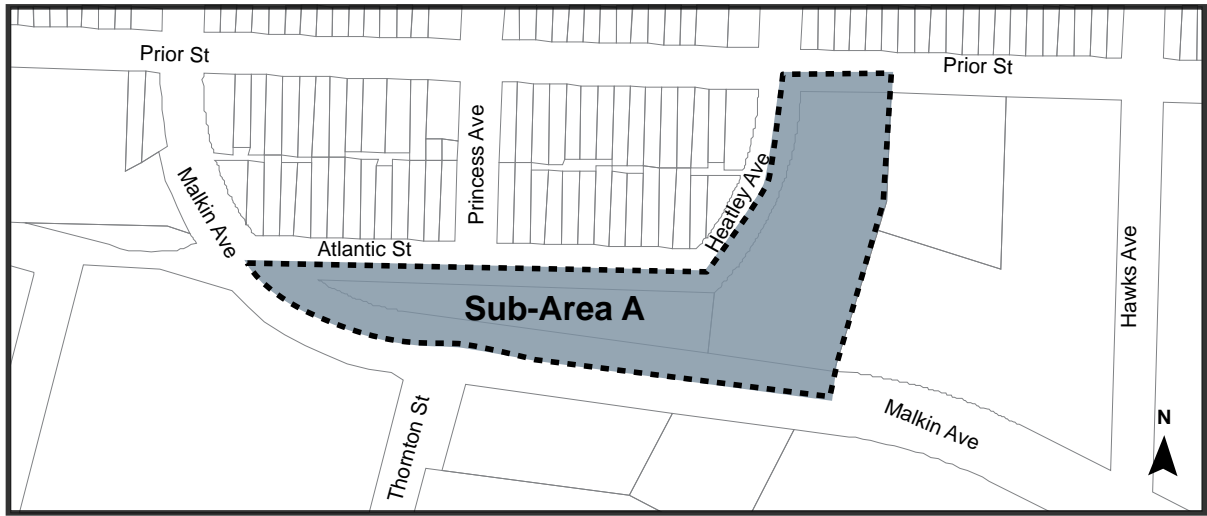 Prior St
Prior St
Princess Ave
Heatley Ave
Malkin Ave
Atlantic St
Hawks Ave
Sub-Area A
Malkin Ave
Thornton St
N